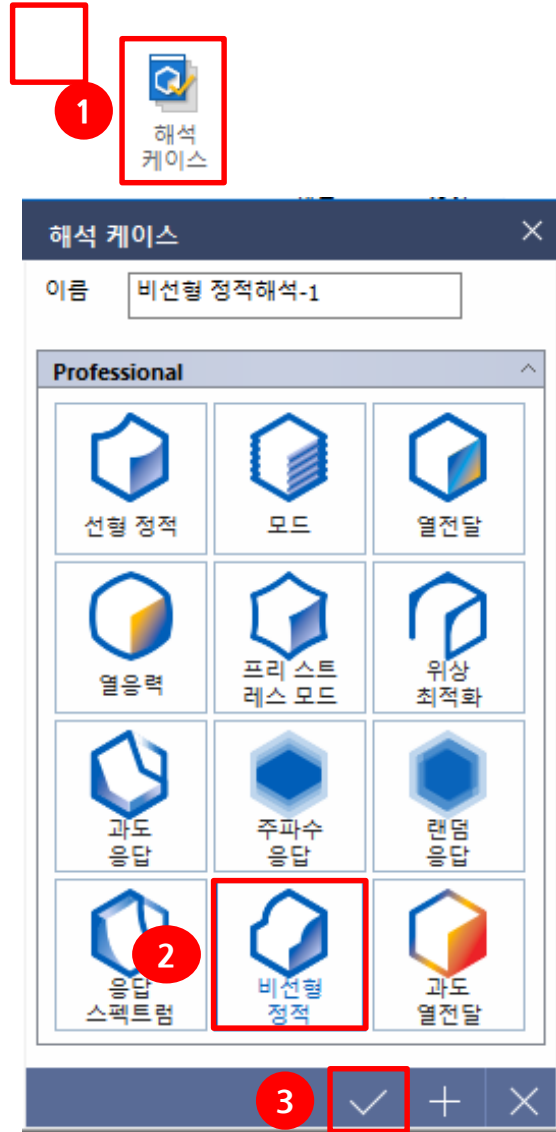 1
해석
케이스
해석 케이스
이름
비선형 정적해석-1
Professional
선형 정적
모드
열전달
열응력
프리 스트
레스 모드
위상
최적화
과도
응답
주파수
응답
랜덤
응답
2
응답
스펙트럼
비선형
정적
과도
열전달
3